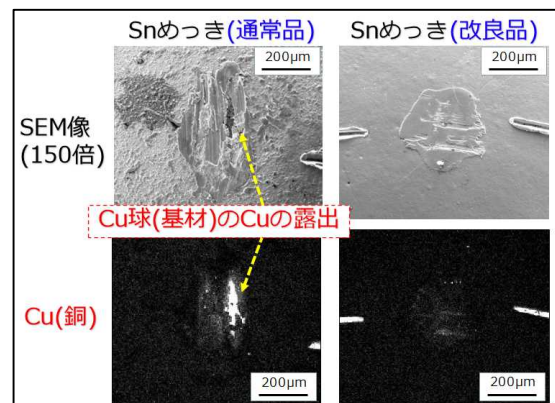 Snめっき(通常品)
Snめっき(改良品)
200μm
200μm
SEM像
(150倍)
Cu球(基材)のCuの露出
Cu(銅)
200μm
200μm